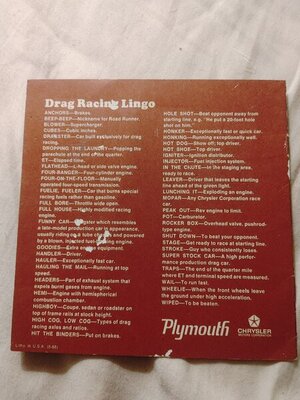 Drag Racing Lingo
ANCHORS—Brakes.
BEEP-BEEP—Nickname for Road Runner.
BLOWER—Supercharger.
CUBES—Cubic inches.
DRAGSTER—Car built exclusively for drag
racing.
DROPPING THE LAUNDRY—Popping the
parachute at the end of the quarter.
ET—Elapsed time.
FLATHEAD—L-head or side valve engine.
FOUR-BANGER—Four-cylinder engine.
FOUR-ON-THE-FLOOR—Manually
operated four-speed transmission.
FUELIE, FUELER—Car that burns special
racing fuels rather than gasoline.
FULL BORE—Throttle wide open.
FULL HOUSE—Highly modified racing
engine.
FUNNY CAR—Dragster which resembles
a late-model production car in appearance,
usually riding on a tube chassis and powered
by a blown, injected fuel-burning engine.
GOODIES—Extra speed equipment.
HANDLER—Driver.
HAULER—Exceptionally fast car.
HAULING THE MAIL—Running at top
speed.
HEADERS—Part of exhaust system that
expels burnt gases from engine.
HEMI—Engine with hemispherical
combustion chamber.
HIGHBOY—Coupe, sedan or roadster on
top of frame rails at stock height.
HIGH COG, LOW COG—Types of drag
racing axles and ratios.
HIT THE BINDERS—Put on brakes.
HOLE SHOT—Beat opponent away from
starting line, e.g. "He put a 20-foot hole
shot on him."
HONKER—Exceptionally fast or quick car.
HONKING—Running exceptionally well.
HOT DOG—Show off; top driver.
HOT SHOE—Top driver.
IGNITER—Ignition distributor.
INJECTOR—Fuel injection system.
IN THE CHUTE—In the staging area, ready
to race.
LEAVER—Driver that leaves the starting
line ahead of the green light.
LUNCHING IT—Exploding an engine.
MOPAR—Any Chrysler Corporation race
car.
PEAK OUT—Rev engine to limit.
POT—Carburetor.
ROCKER BOX—Overhead valve, pushrod-
type engine.
SHUT DOWN—To beat your opponent.
STAGE—Get ready to race at starting line.
STROKE—Guy who consistently loses.
SUPER STOCK CAR—A high perfor-
mance production drag car.
TRAPS—The end of the quarter mile
where ET and terminal speed are measured.
WAIL—To run fast.
WHEELIE—When the front wheels leave
the ground under high acceleration.
WIPED—To be beaten.
Plymouth
CHRYSLER
MOTORS CORPORATION
Litho in U.S.A.